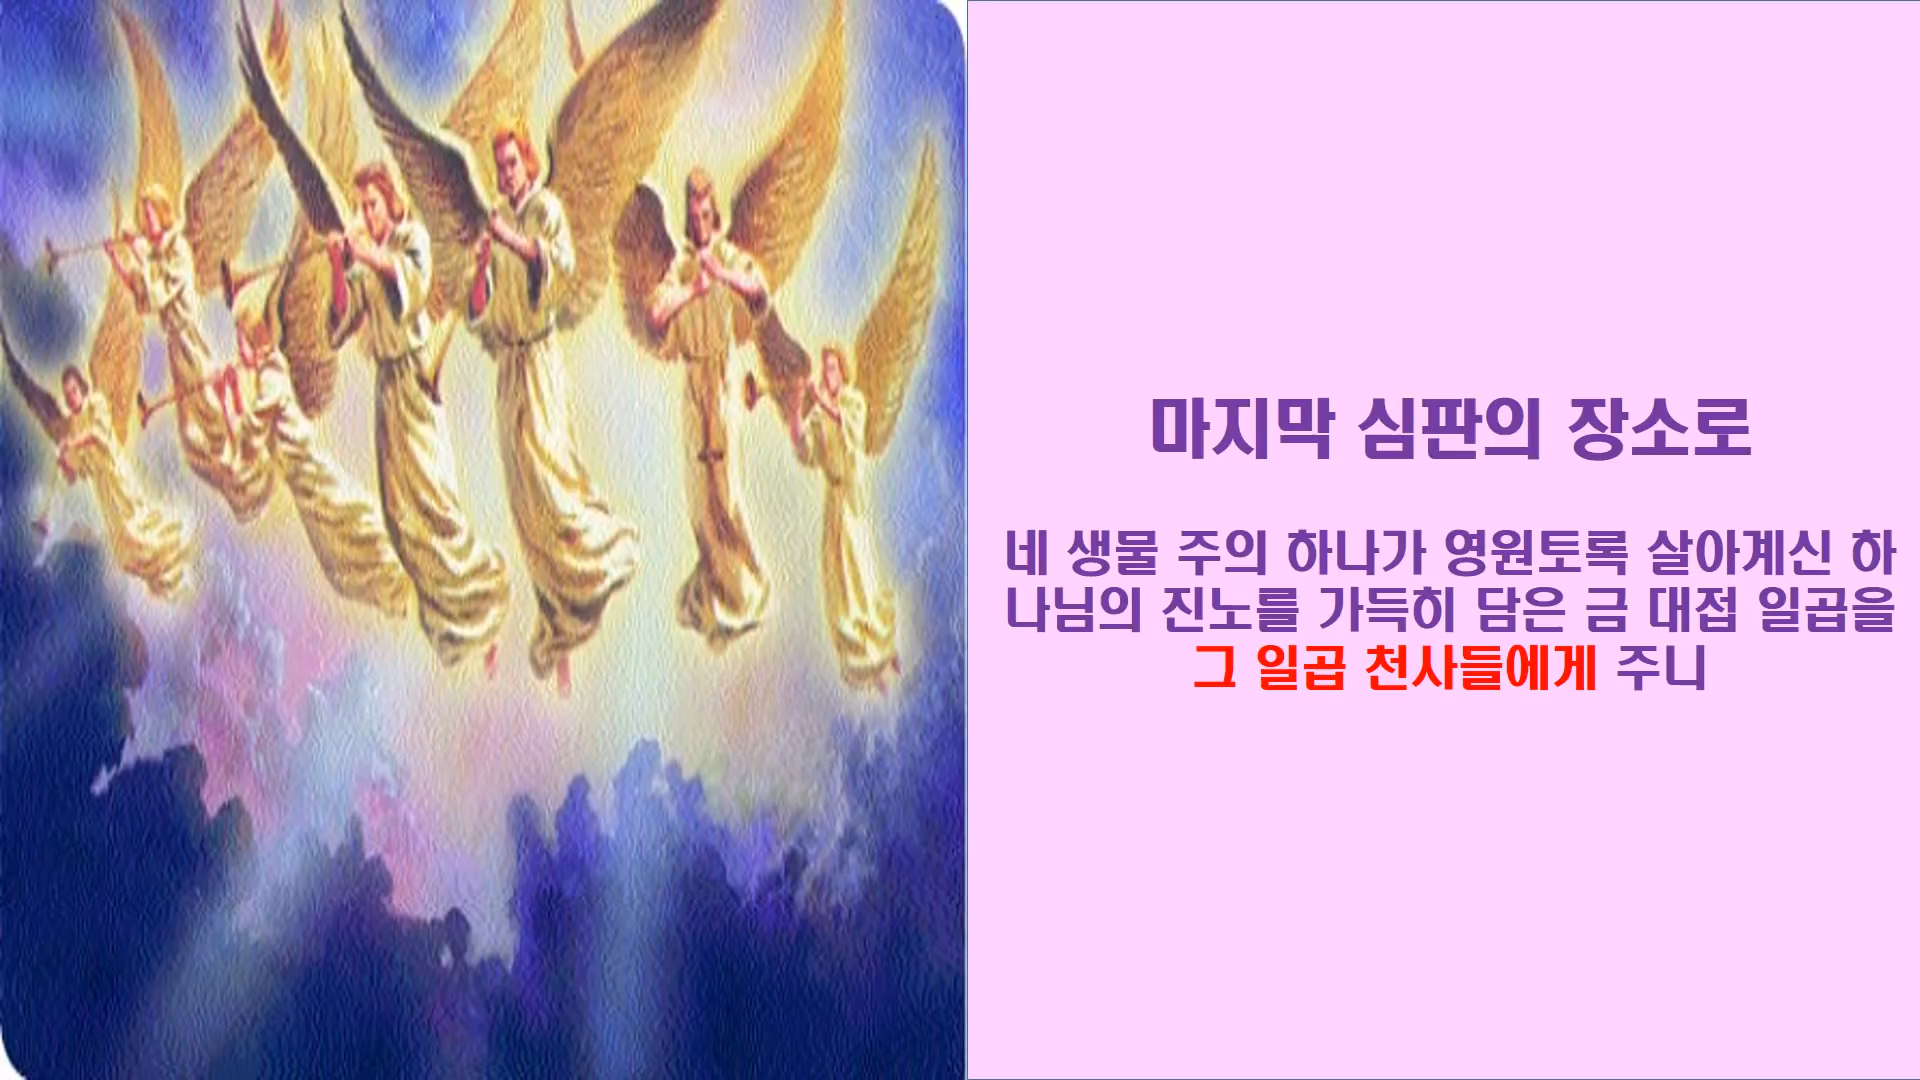 마지막 심판의 장소로
네 생물 주의 하나가 영원토록 살아계신 하
나님의 진노를 가득히 담은 금 대접 일곱을
그 일곱 천사들에게 주니